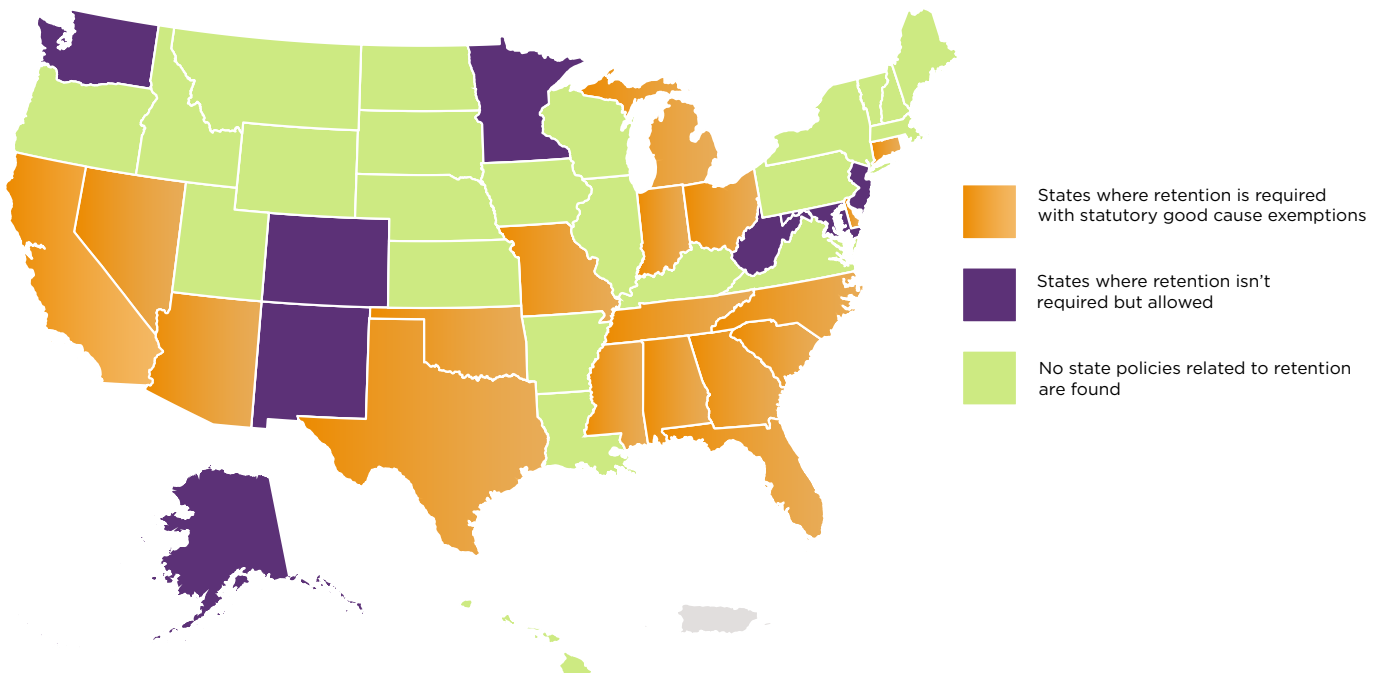 States where retention is required
with statutory good cause exemptions
States where retention isn't
required but allowed
No state policies related to retention
are found